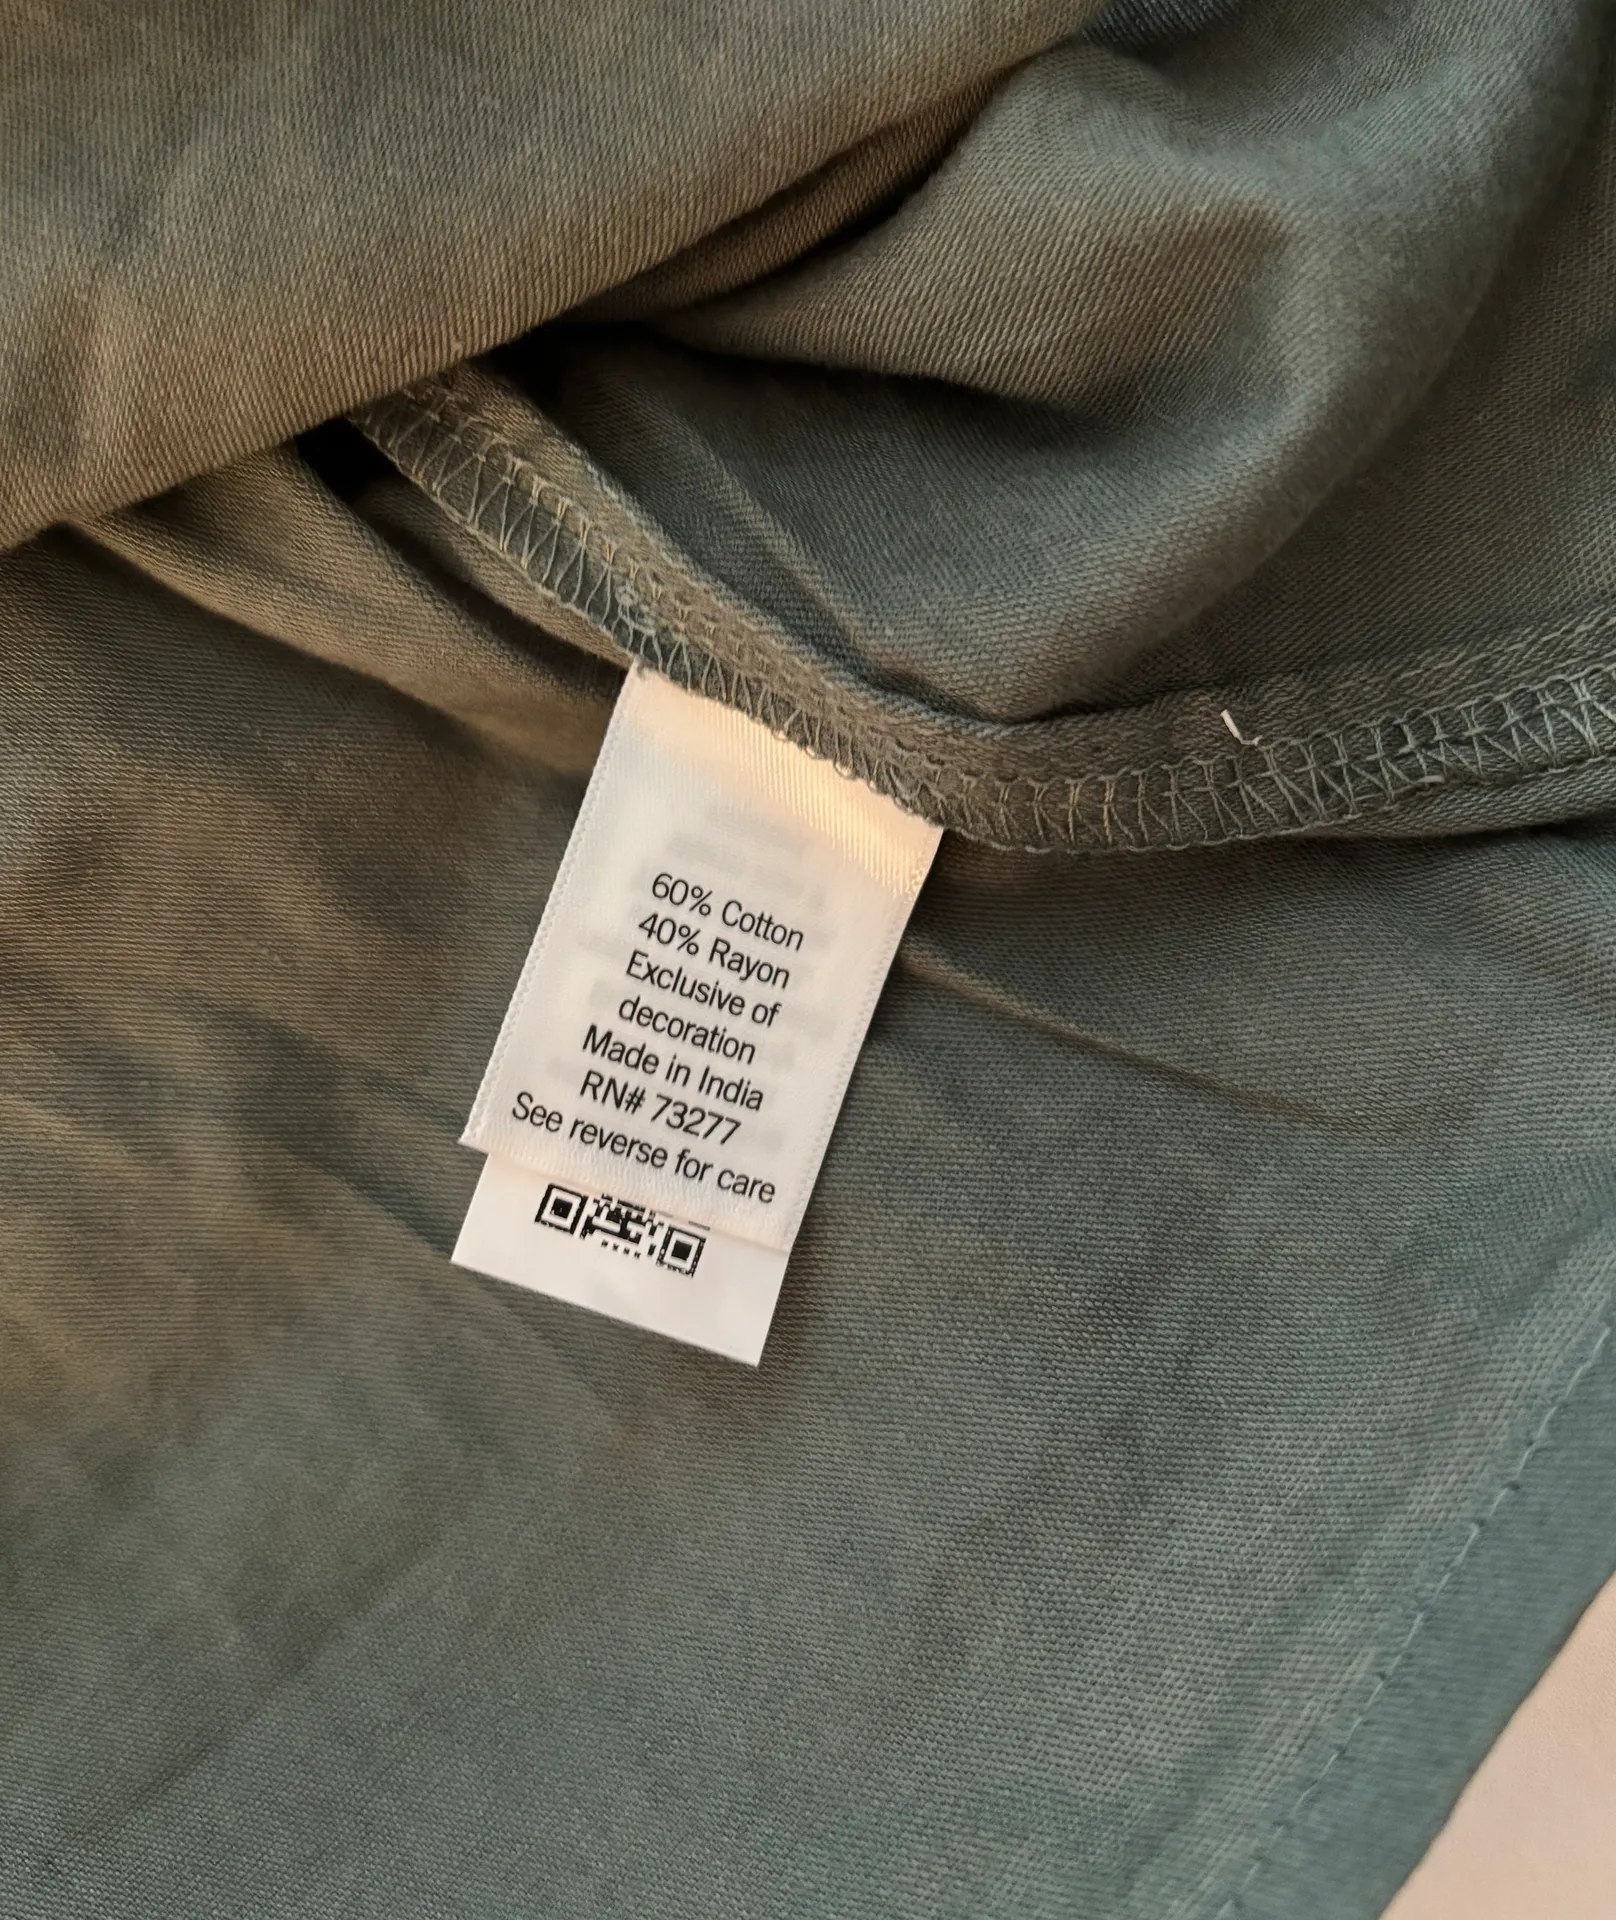 60% Cotton
40% Rayon
Exclusive of
decoration
Made in India
RN# 73277
See reverse for care